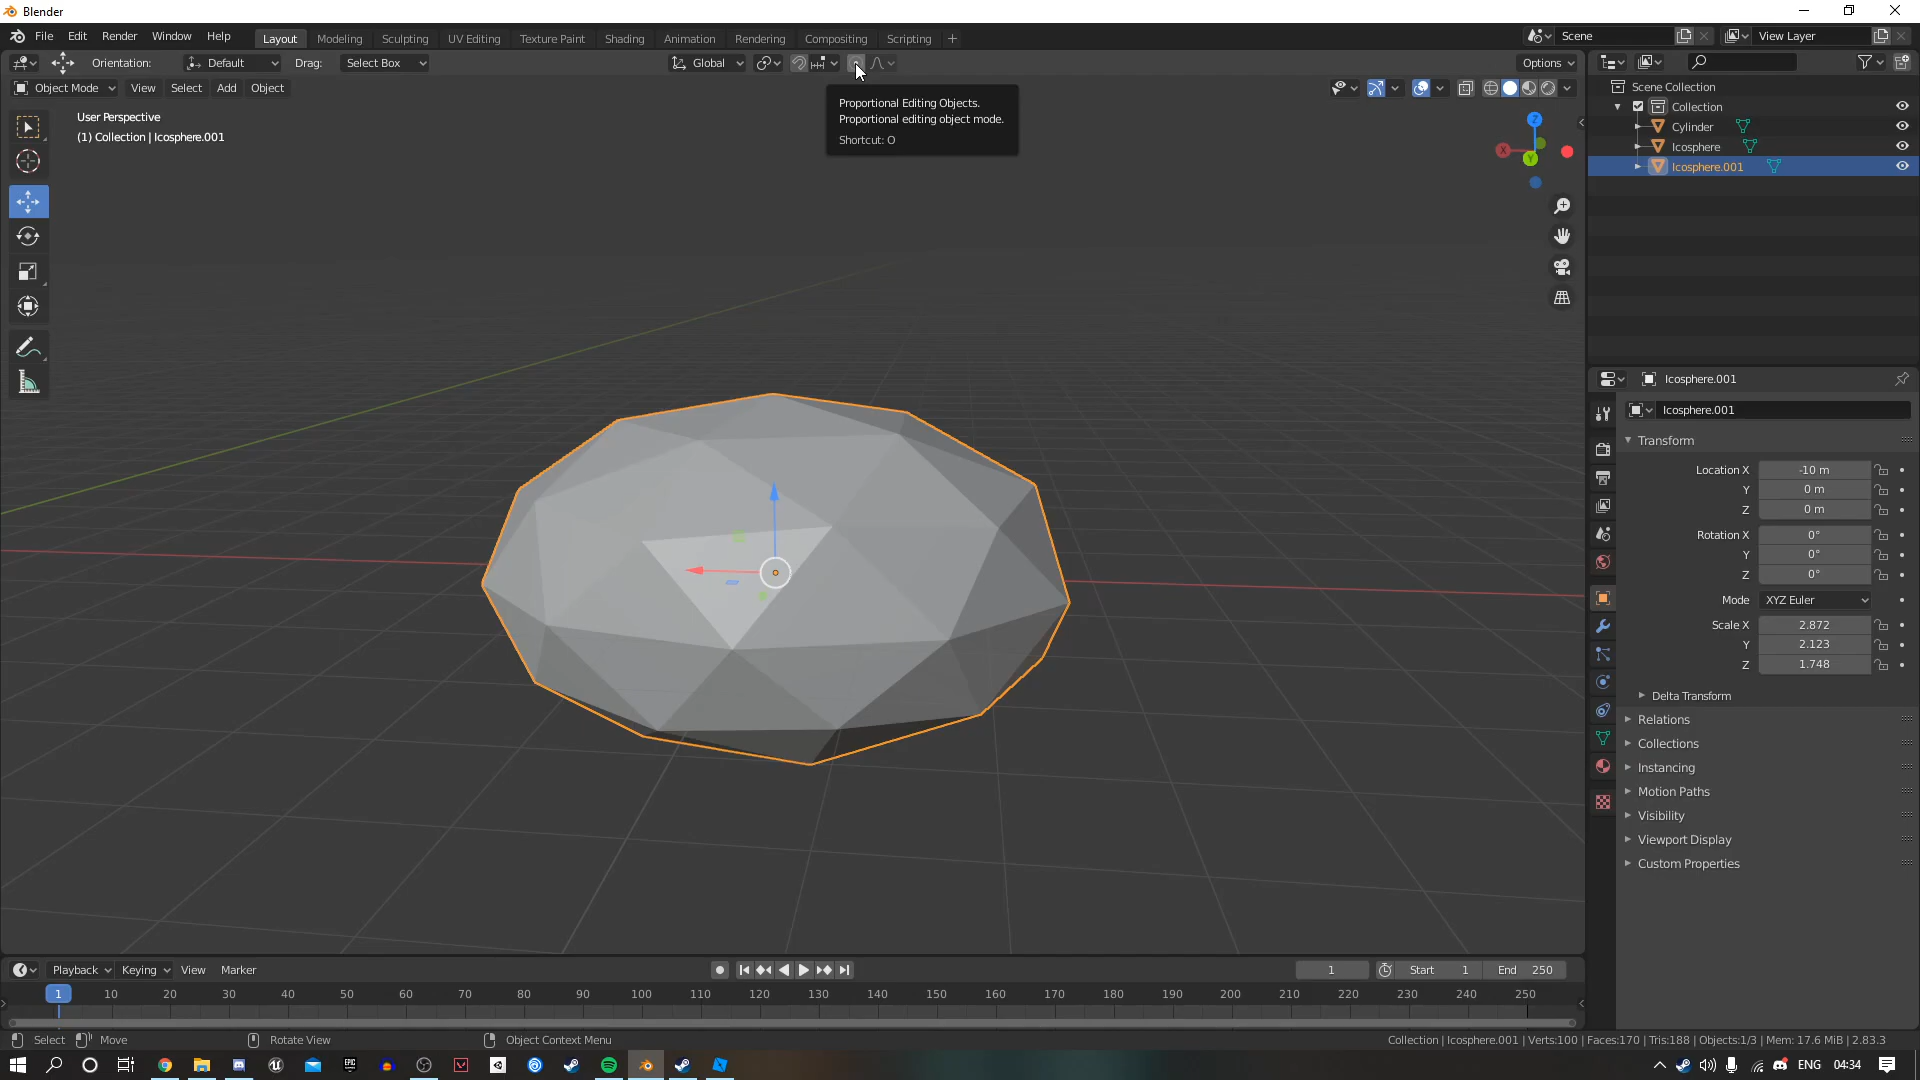 Blender
File Edit Render Window Help
Layout Modeling Sculpting UV Editing Texture Paint Shading Animation Rendering Compositing Scripting +
Scene
View Layer
Orientation: Default Drag: Select Box
Global
Options
Object Mode View Select Add Object
User Perspective
(1) Collection | Icosphere.001
Proportional Editing Objects.
Proportional editing object mode.
Shortcut: O
Z
X
Y
Scene Collection
Collection
Cylinder
Icosphere
Icosphere.001
Icosphere.001
Icosphere.001
Transform
Location X -10 m
Y 0 m
Z 0 m
Rotation X 0°
Y 0°
Z 0°
Mode XYZ Euler
Scale X 2.872
Y 2.123
Z 1.748
Delta Transform
Relations
Collections
Instancing
Motion Paths
Visibility
Viewport Display
Custom Properties
Playback Keying View Marker
1 Start 1 End 250
1 10 20 30 40 50 60 70 80 90 100 110 120 130 140 150 160 170 180 190 200 210 220 230 240 250
Select Move Rotate View Object Context Menu
Collection | Icosphere.001 | Verts:100 | Faces:170 | Tris:188 | Objects:1/3 | Mem: 17.6 MiB | 2.83.3
EPIC
ENG 04:34